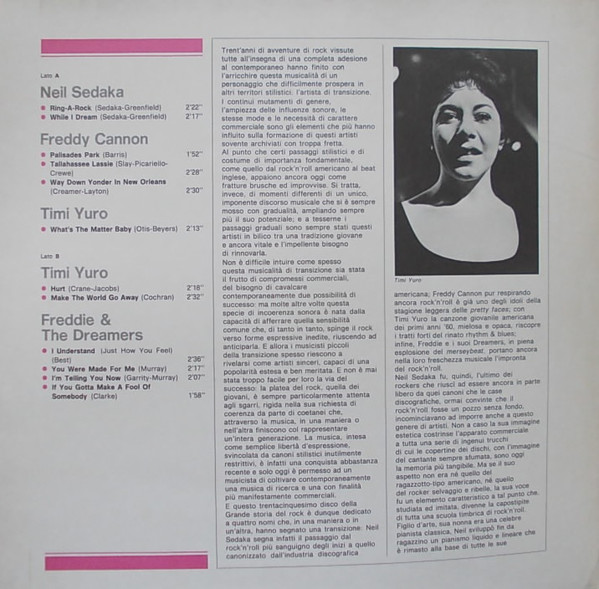 Lato A
Neil Sedaka
Ring-A-Rock (Sedaka-Greenfield) 2'22"
While I Dream (Sedaka-Greenfield) 2'17"
Freddy Cannon
Palisades Park (Barris) 1'52"
Tallahassee Lassie (Slay-Picariello-
Crewe) 2'28"
Way Down Yonder In New Orleans
(Creamer-Layton) 2'30"
Timi Yuro
What's The Matter Baby (Otis-Beyers) 2'13"
Lato B
Timi Yuro
Hurt (Crane-Jacobs) 2'18"
Make The World Go Away (Cochran) 2'32"
Freddie &
The Dreamers
I Understand (Just How You Feel)
(Best) 2'36"
You Were Made For Me (Murray) 2'17"
I'm Telling You Now (Garrity-Murray) 2'07"
If You Gotta Make A Fool Of
Somebody (Clarke) 1'58"
Trent'anni di avventure di rock vissute
tutte all'insegna di una completa adesione
al contemporaneo hanno finito con
l'arricchire questa musicalità di un
personaggio che difficilmente prospera in
altri territori stilistici: l'artista di transizione.
I continui mutamenti di genere,
l'ampiezza delle influenze sonore, le
stesse mode e le necessità di carattere
commerciale sono gli elementi che più hanno
influito sulla formazione di questi artisti
sovente archiviati con troppa fretta.
Al punto che certi passaggi stilistici e di
costume di importanza fondamentale,
come quello dal rock'n'roll americano al beat
inglese, appaiono ancora oggi come
fratture brusche ed improvvise. Si tratta,
invece, di momenti differenti di un unico,
imponente discorso musicale che si è sempre
mosso con gradualità, ampliando sempre
più il suo potenziale; e a tesserne i
passaggi graduali sono sempre stati questi
artisti in bilico tra una tradizione giovane
e ancora vitale e l'impellente bisogno
di rinnovarla.
Non è difficile intuire come spesso
questa musicalità di transizione sia stata
il frutto di compromessi commerciali,
del bisogno di cavalcare
contemporaneamente due possibilità di
successo: ma molte altre volte questa
specie di incoerenza sonora è nata dalla
capacità di afferrare quella sensibilità
comune che, di tanto in tanto, spinge il rock
verso forme espressive inedite, riuscendo ad
anticiparla. E allora i musicisti piccoli
della transizione spesso riescono a
rivelarsi come artisti sinceri, capaci di una
popolarità estesa e ben meritata. E non è mai
stata troppo facile per loro la via del
successo: la platea del rock, quella dei
giovani, è sempre particolarmente attenta
agli sgarri, rigida nella sua richiesta di
coerenza da parte di coetanei che,
attraverso la musica, in una maniera o
nell'altra finiscono col rappresentare
un'intera generazione. La musica, intesa
come semplice libertà d'espressione,
svincolata da canoni stilistici inutilmente
restrittivi, è infatti una conquista abbastanza
recente e solo oggi è permesso ad un
musicista di coltivare contemporaneamente
una musica di ricerca e una con finalità
più manifestamente commerciali.
E questo trentacinquesimo disco della
Grande storia del rock è dunque dedicato
a quattro nomi che, in una maniera o in
un'altra, hanno segnato una transizione: Neil
Sedaka segna infatti il passaggio dal
rock'n'roll più sanguigno degli inizi a quello
canonizzato dall'industria discografica
Timi Yuro
americana; Freddy Cannon pur respirando
ancora rock'n'roll è già uno degli idoli della
stagione leggera delle pretty faces; con
Timi Yuro la canzone giovanile americana
dei primi anni '60, mielosa e opaca, riscopre
i tratti forti del rinato rhythm & blues;
infine, Freddie e i suoi Dreamers, in piena
esplosione del merseybeat, portano ancora
nella loro freschezza musicale l'impronta
del rock'n'roll.
Neil Sedaka fu, quindi, l'ultimo dei
rockers che riuscì ad essere ancora in parte
libero da quei canoni che le case
discografiche, ormai convinte che il
rock'n'roll fosse un pozzo senza fondo,
incominciavano ad imporre anche a questo
genere di artisti. Non a caso la sua immagine
estetica costrinse l'apparato commerciale
a tutta una serie di ingenui trucchi
di cui le copertine dei dischi, con l'immagine
del cantante sempre sfumata, sono oggi
la memoria più tangibile. Ma se il suo
aspetto non era né quello del
ragazzotto-tipo americano, né quello
del rocker selvaggio e ribelle, la sua voce
fu un elemento caratteristico a tal punto che,
studiata ed imitata, divenne la capostipite
di tutta una scuola timbrica di rock'n'roll.
Figlio d'arte, sua nonna era una celebre
pianista classica, Neil sviluppò fin da
ragazzino un pianismo liquido e lineare che
è rimasto alla base di tutte le sue